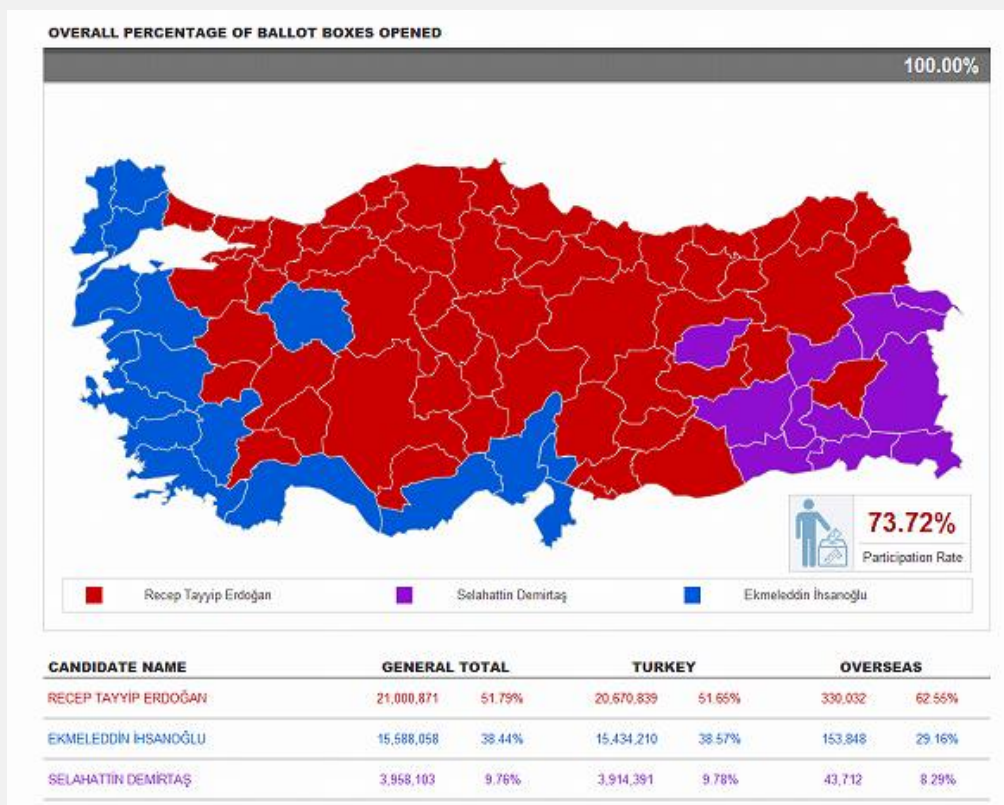 OVERALL PERCENTAGE OF BALLOT BOXES OPENED
100.00%
73.72%
Participation Rate
Recep Tayyip Erdoğan Selahattin Demirtaş Ekmeleddin İhsanoğlu
CANDIDATE NAME GENERAL TOTAL TURKEY OVERSEAS
RECEP TAYYİP ERDOĞAN 21,000,871 51.79% 20,670,839 51.65% 330,032 62.55%
EKMELEDDİN İHSANOĞLU 15,588,058 38.44% 15,434,210 38.57% 153,848 29.16%
SELAHATTİN DEMİRTAŞ 3,958,103 9.76% 3,914,391 9.78% 43,712 8.29%